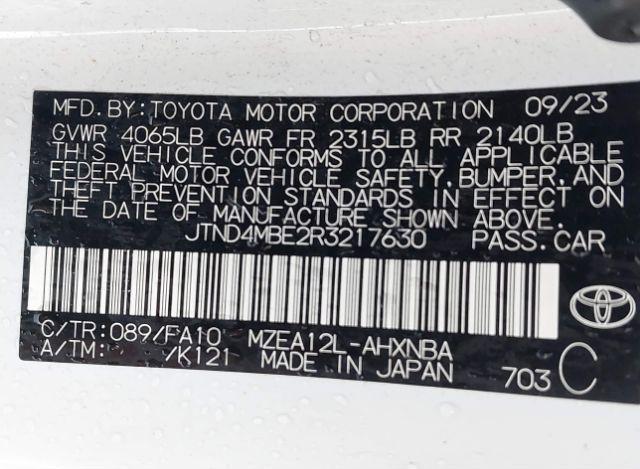 MFD.BY:TOYOTA MOTOR CORPORATION 09/23
GVWR 4065LB GAWR FR 2315LB RR 2140LB
THIS VEHICLE CONFORMS TO ALL APPLICABLE
FEDERAL MOTOR VEHICLE SAFETY,BUMPER,AND
THEFT PREVENTION STANDARDS IN EFFECT ON
THE DATE OF MANUFACTURE SHOWN ABOVE.
JTND4MBE2R3217630 PASS.CAR
C/TR:089/FA10 MZEA12L-AHXNBA
A/TM: /K121 MADE IN JAPAN 703 C